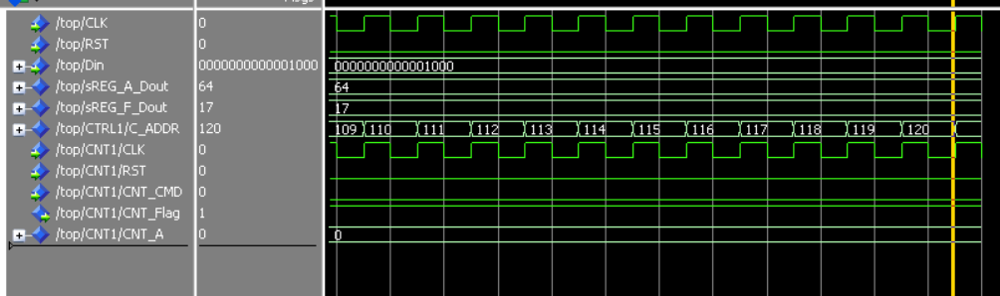 Msgs
/top/CLK 0
/top/RST 0
/top/Din 0000000000001000 0000000000001000
/top/sREG_A_Dout 64 64
/top/sREG_F_Dout 17 17
/top/CTRL1/C_ADDR 120 109 110 111 112 113 114 115 116 117 118 119 120
/top/CNT1/CLK 0
/top/CNT1/RST 0
/top/CNT1/CNT_CMD 0
/top/CNT1/CNT_Flag 1
/top/CNT1/CNT_A 0 0